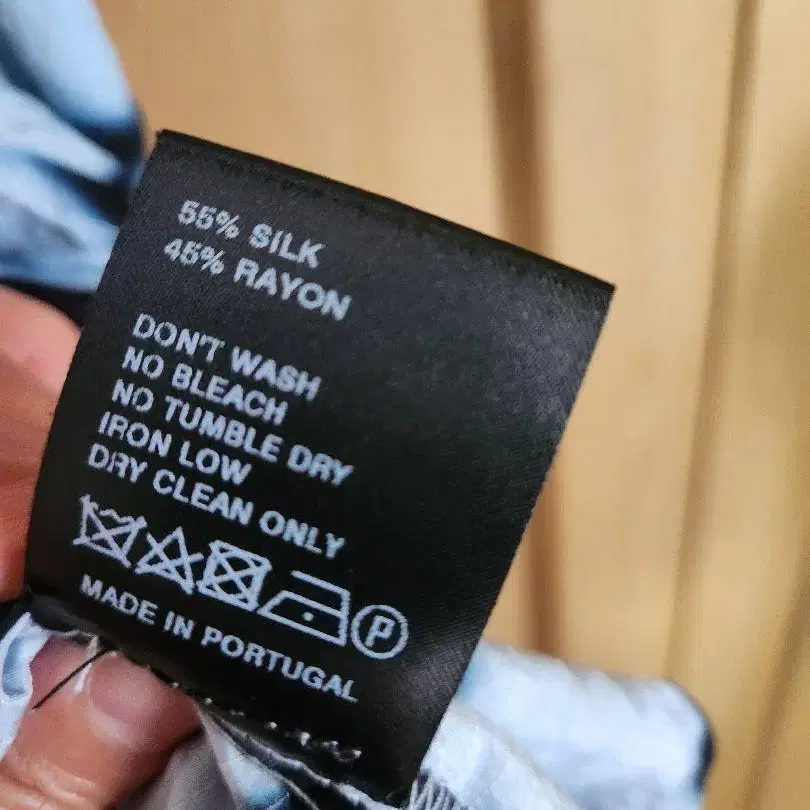 55% SILK
45% RAYON
DON'T WASH
NO BLEACH
NO TUMBLE DRY
IRON LOW
DRY CLEAN ONLY
P
MADE IN PORTUGAL